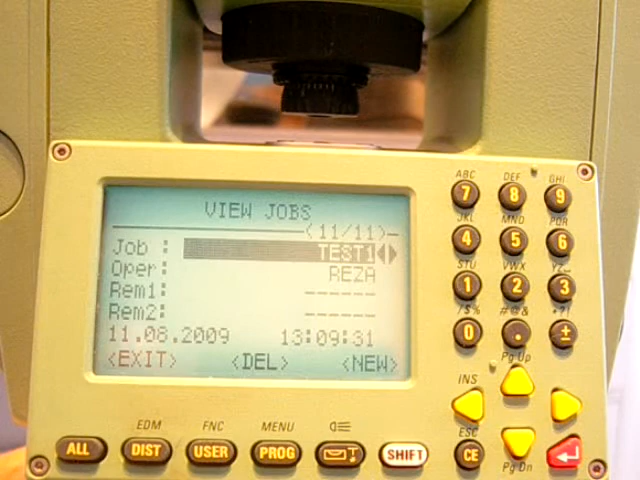 VIEW JOBS
<11/11>
Job : TEST1
Oper: REZA
Rem1: ------
Rem2: ------
11.08.2009 13:09:31
<EXIT> <DEL> <NEW>
ABC DEF GHI
7 8 9
JKL MNO PQR
4 5 6
STU VWX YZ_
1 2 3
/$% #@& *?!
0 . ±
Pg Up
INS
ESC
CE
Pg Dn
EDM FNC MENU
ALL DIST USER PROG SHIFT